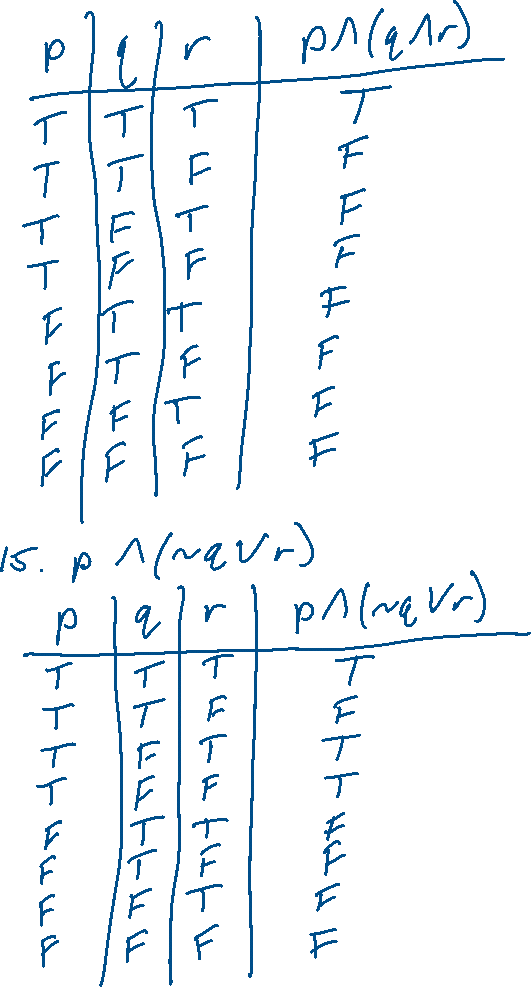 p q r p∧(q∧r)
T T T T
T T F F
T F T F
T F F F
F T T F
F T F F
F F T F
F F F F
15. p ∧(~q∨r)
p q r p∧(~q∨r)
T T T T
T T F F
T F T T
T F F T
F T T F
F T F F
F F T F
F F F F